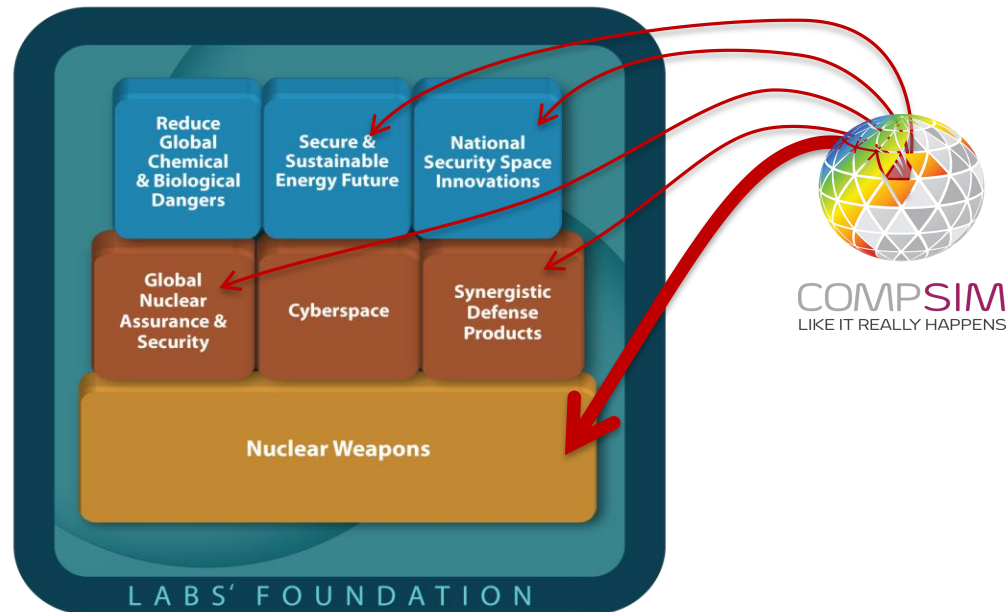 Reduce
Global
Chemical
& Biological
Dangers
Secure &
Sustainable
Energy Future
National
Security Space
Innovations
Global
Nuclear
Assurance &
Security
Cyberspace
Synergistic
Defense
Products
Nuclear Weapons
LABS' FOUNDATION
COMPSIM
LIKE IT REALLY HAPPENS